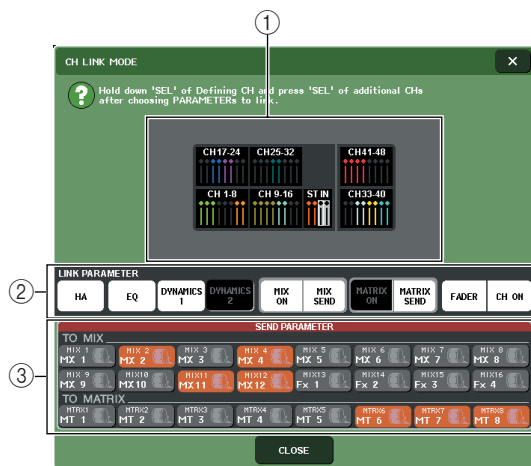 ①
CH LINK MODE
×
? Hold down 'SEL' of Defining CH and press 'SEL' of additional CHs
after choosing PARAMETERs to link.
CH17-24 CH25-32 CH41-48
CH 1-8 CH 9-16 ST IN CH33-40
②
LINK PARAMETER
HA EQ DYNAMICS 1 DYNAMICS 2 MIX ON MIX SEND MATRIX ON MATRIX SEND FADER CH ON
③
SEND PARAMETER
TO MIX
MIX 1 MIX 2 MIX 3 MIX 4 MIX 5 MIX 6 MIX 7 MIX 8
MX 1 MX 2 MX 3 MX 4 MX 5 MX 6 MX 7 MX 8
MIX 9 MIX10 MIX11 MIX12 MIX13 MIX14 MIX15 MIX16
MX 9 MX10 MX11 MX12 Fx 1 Fx 2 Fx 3 Fx 4
TO MATRIX
MTRX1 MTRX2 MTRX3 MTRX4 MTRX5 MTRX6 MTRX7 MTRX8
MT 1 MT 2 MT 3 MT 4 MT 5 MT 6 MT 7 MT 8
CLOSE